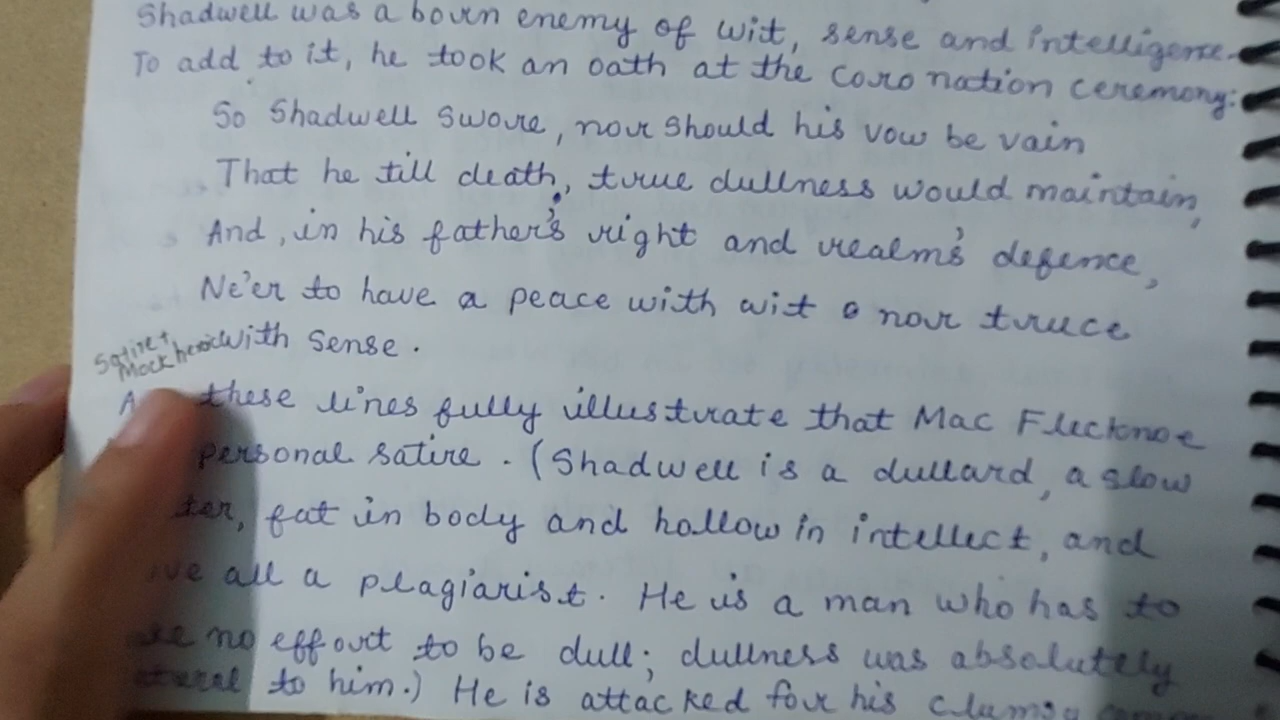 Shadwell was a born enemy of wit, sense and intelligence.
To add to it, he took an oath at the coronation ceremony:
So Shadwell swore, nor should his vow be vain
That he till death, true dullness would maintain,
And, in his father's right and realm's defence,
Ne'er to have a peace with wit nor truce
with sense.
Satire + Mock heroic
these lines fully illustrate that Mac Flecknoe
personal satire. (Shadwell is a dullard, a slow
fat in body and hollow in intellect, and
all a plagiarist. He is a man who has to
no effort to be dull; dullness was absolutely
to him.) He is attacked for his